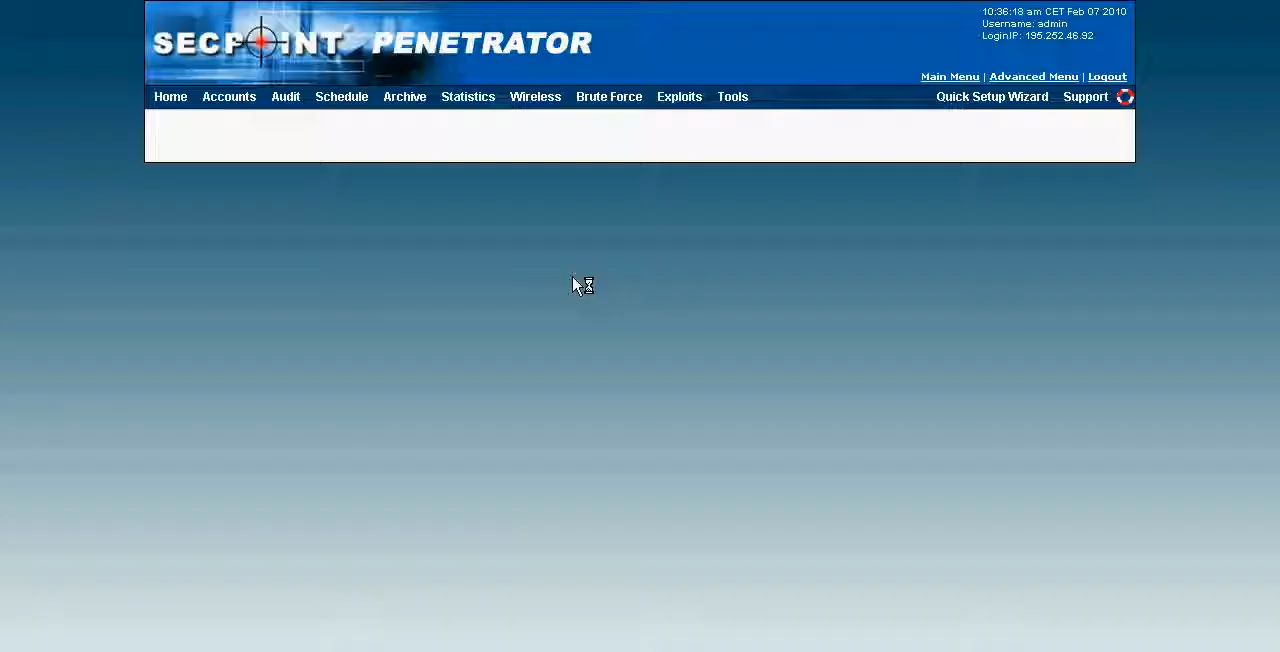 SECPOINT PENETRATOR
10:36:18 am CET Feb 07 2010
Username: admin
LoginIP: 195.252.46.92
Main Menu | Advanced Menu | Logout
Home Accounts Audit Schedule Archive Statistics Wireless Brute Force Exploits Tools Quick Setup Wizard Support